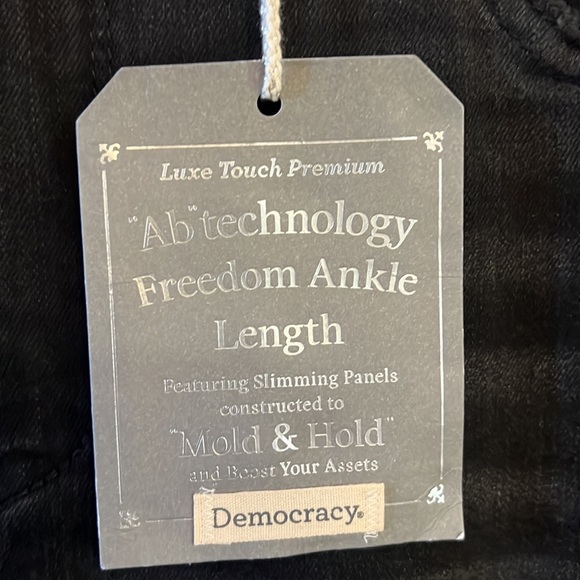 Luxe Touch Premium
"Ab"technology
Freedom Ankle
Length
Featuring Slimming Panels
constructed to
"Mold & Hold"
and Boost Your Assets
Democracy®